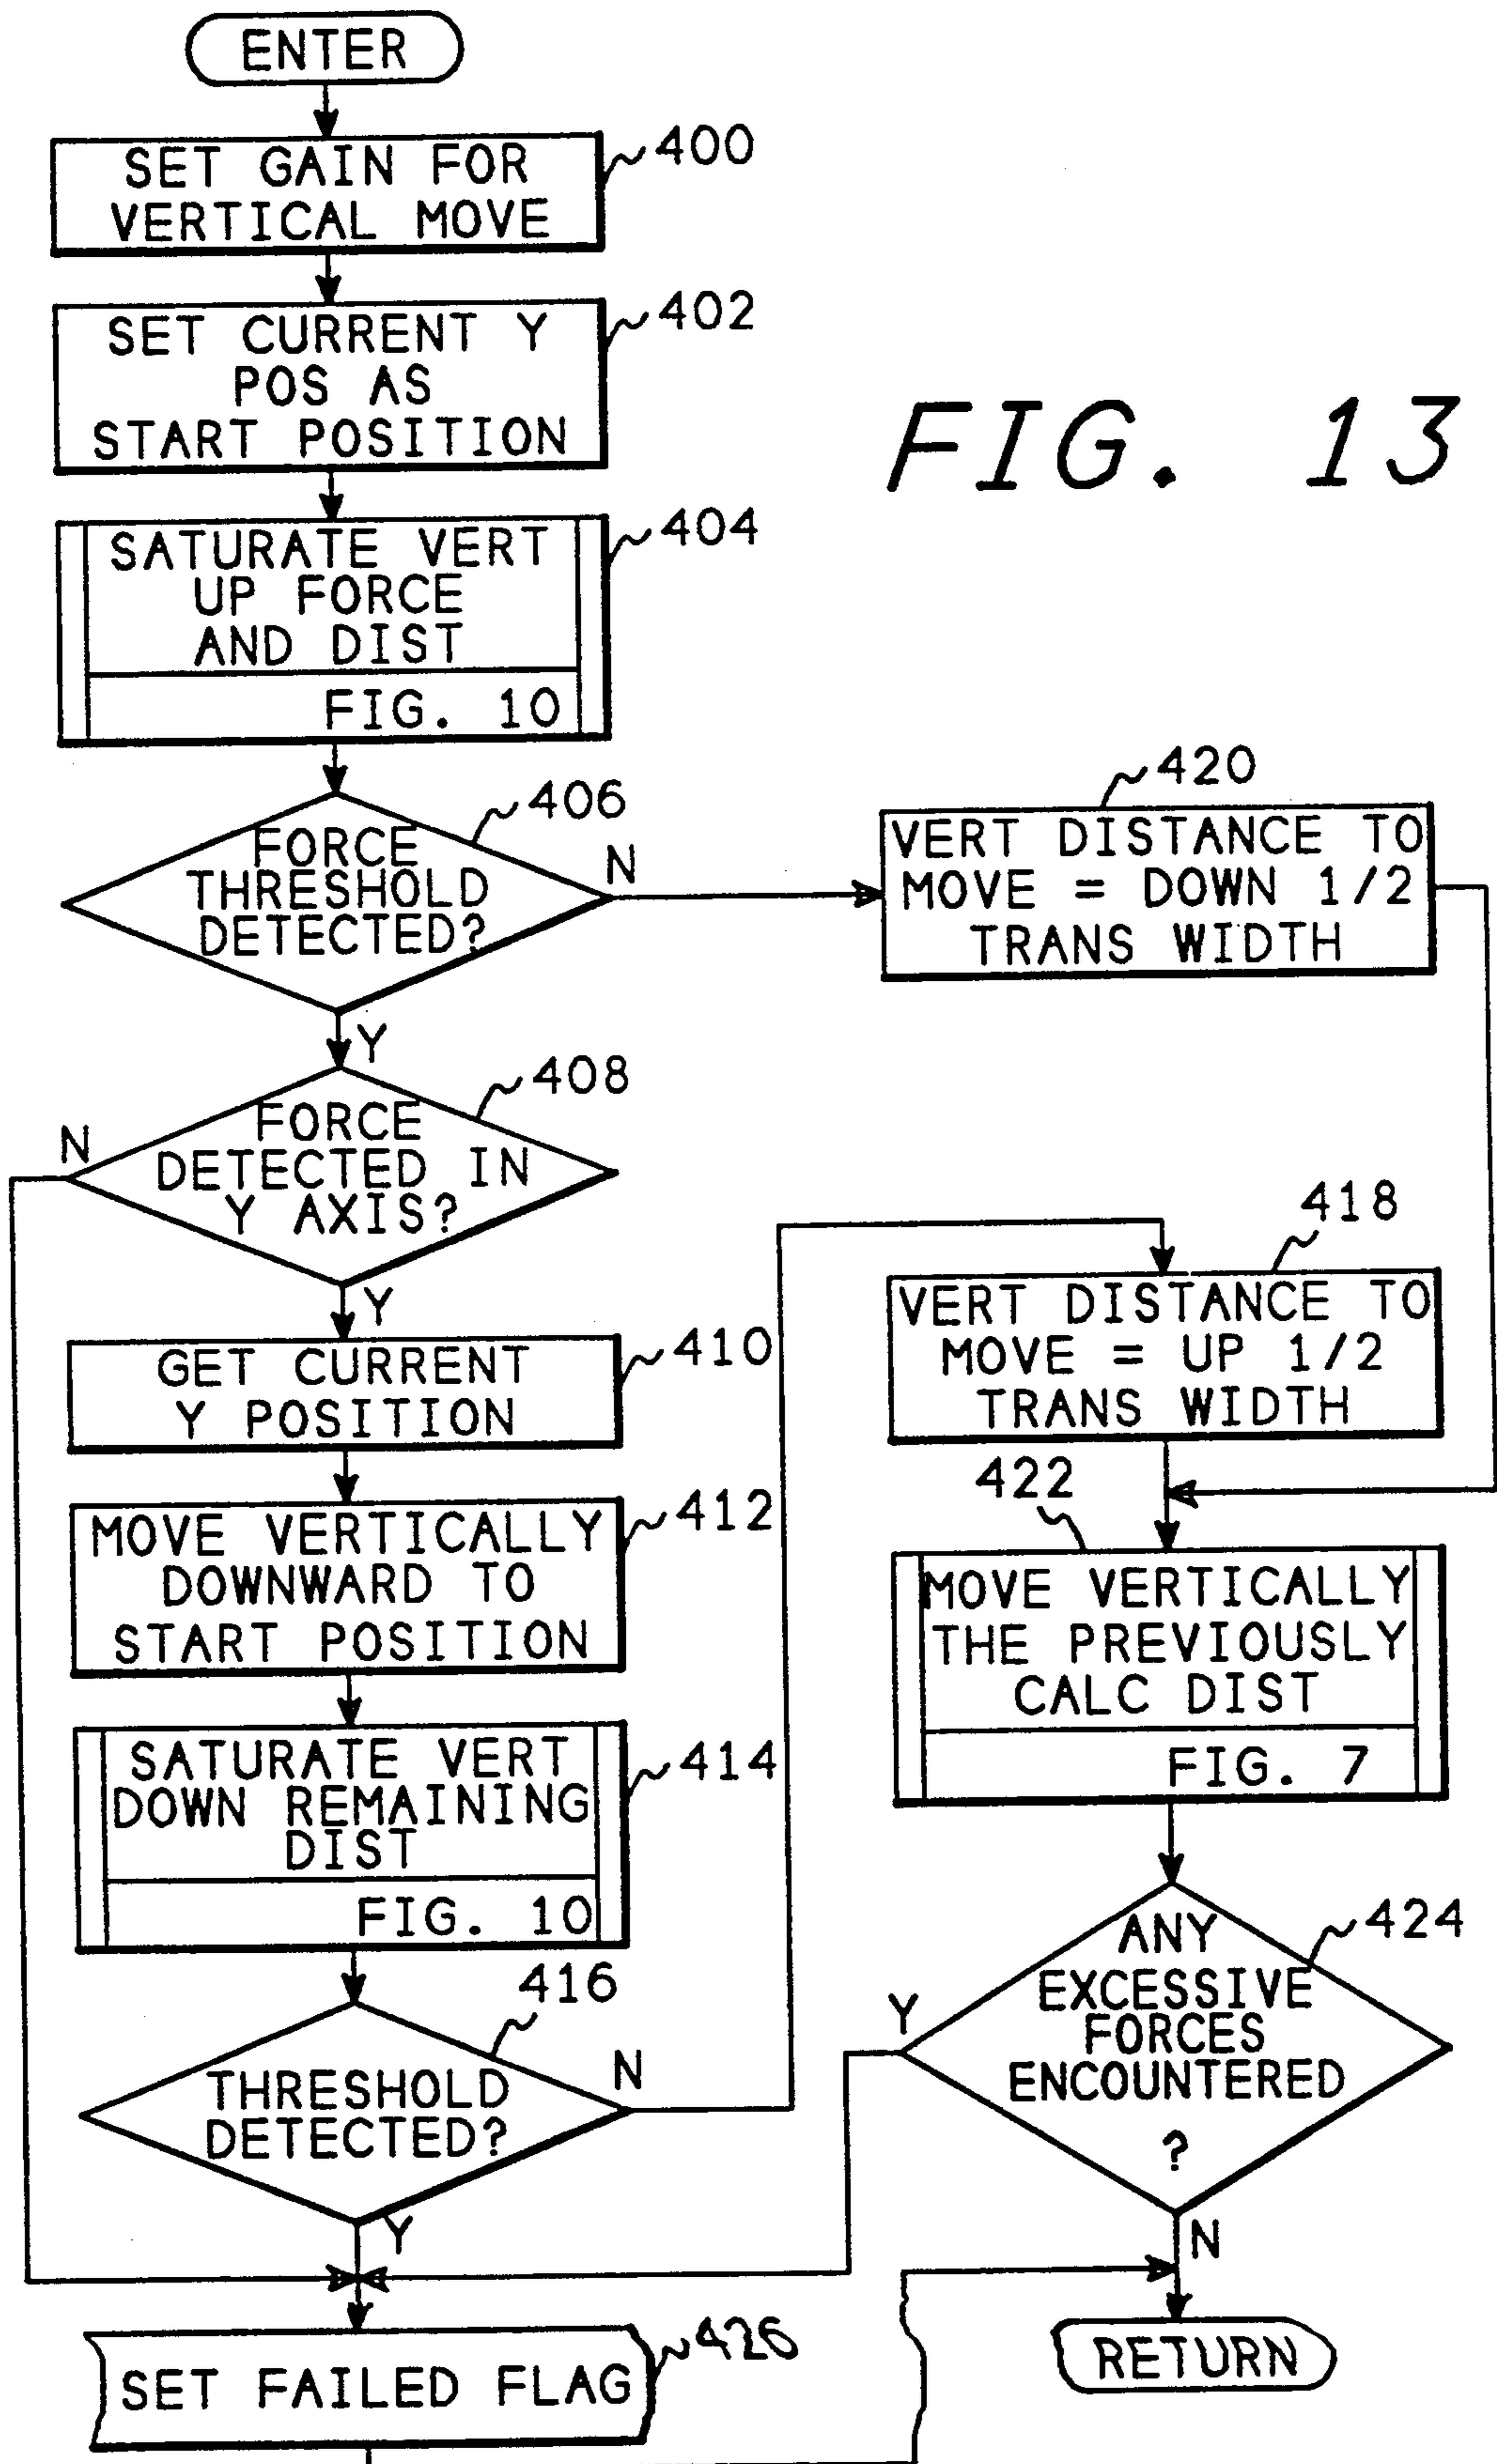 ENTER
400
SET GAIN FOR
VERTICAL MOVE
402
SET CURRENT Y
POS AS
START POSITION
FIG. 13
404
SATURATE VERT
UP FORCE
AND DIST
FIG. 10
406
FORCE
THRESHOLD
DETECTED?
N
Y
420
VERT DISTANCE TO
MOVE = DOWN 1/2
TRANS WIDTH
408
FORCE
DETECTED IN
Y AXIS?
N
Y
410
GET CURRENT
Y POSITION
412
MOVE VERTICALLY
DOWNWARD TO
START POSITION
414
SATURATE VERT
DOWN REMAINING
DIST
FIG. 10
416
THRESHOLD
DETECTED?
N
Y
418
VERT DISTANCE TO
MOVE = UP 1/2
TRANS WIDTH
422
MOVE VERTICALLY
THE PREVIOUSLY
CALC DIST
FIG. 7
424
ANY
EXCESSIVE
FORCES
ENCOUNTERED
?
Y
N
426
SET FAILED FLAG
RETURN